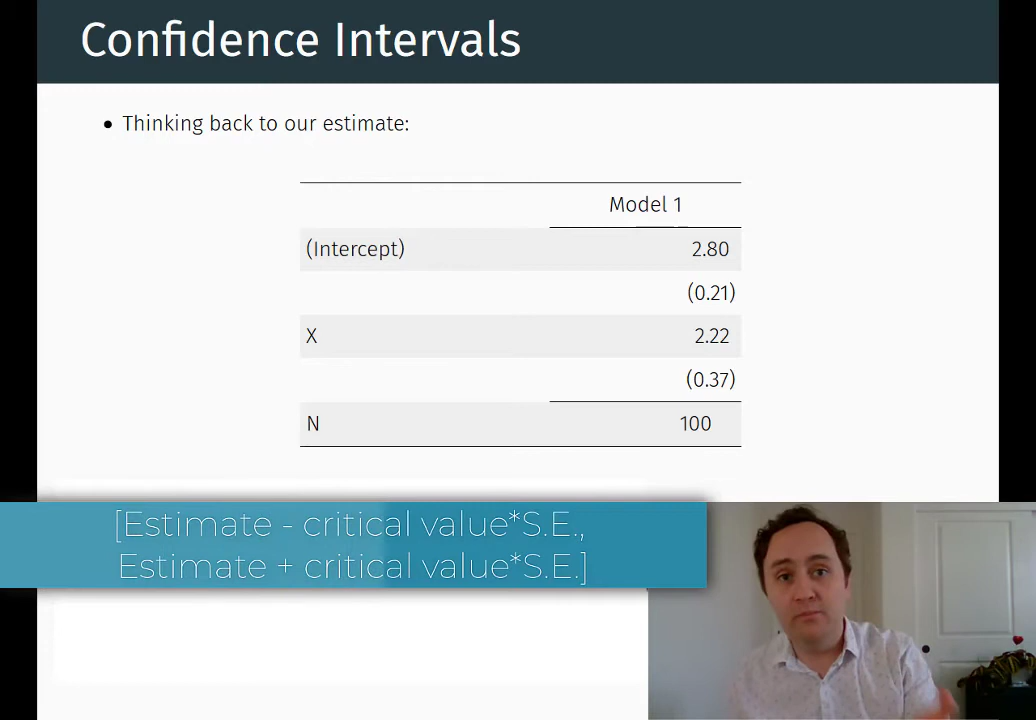 Confidence Intervals
• Thinking back to our estimate:
Model 1
(Intercept) 2.80
(0.21)
X 2.22
(0.37)
N 100
[Estimate - critical value*S.E.,
Estimate + critical value*S.E.]